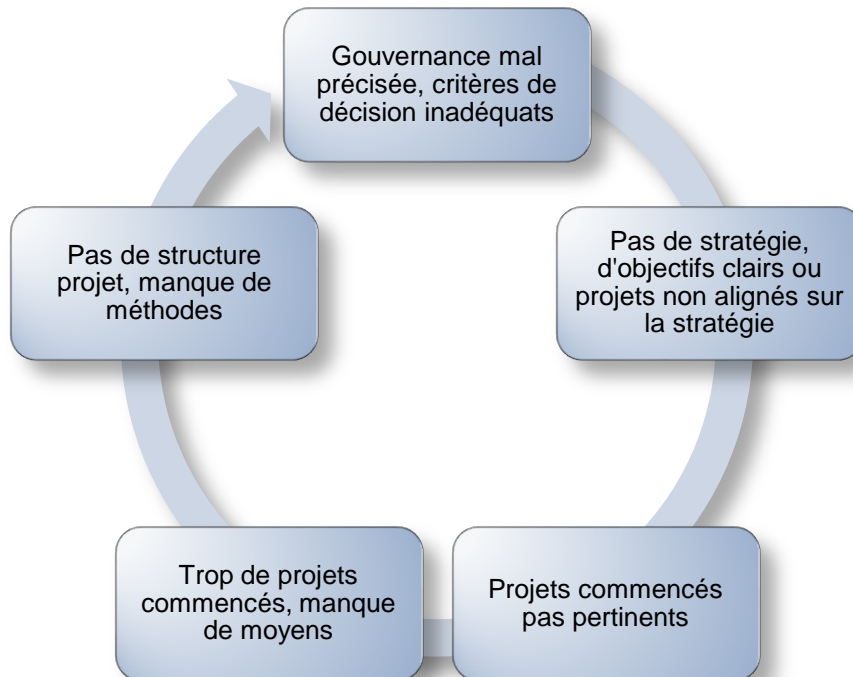 Gouvernance mal
précisée, critères de
décision inadéquats
Pas de stratégie,
d'objectifs clairs ou
projets non alignés sur
la stratégie
Projets commencés
pas pertinents
Trop de projets
commencés, manque
de moyens
Pas de structure
projet, manque de
méthodes